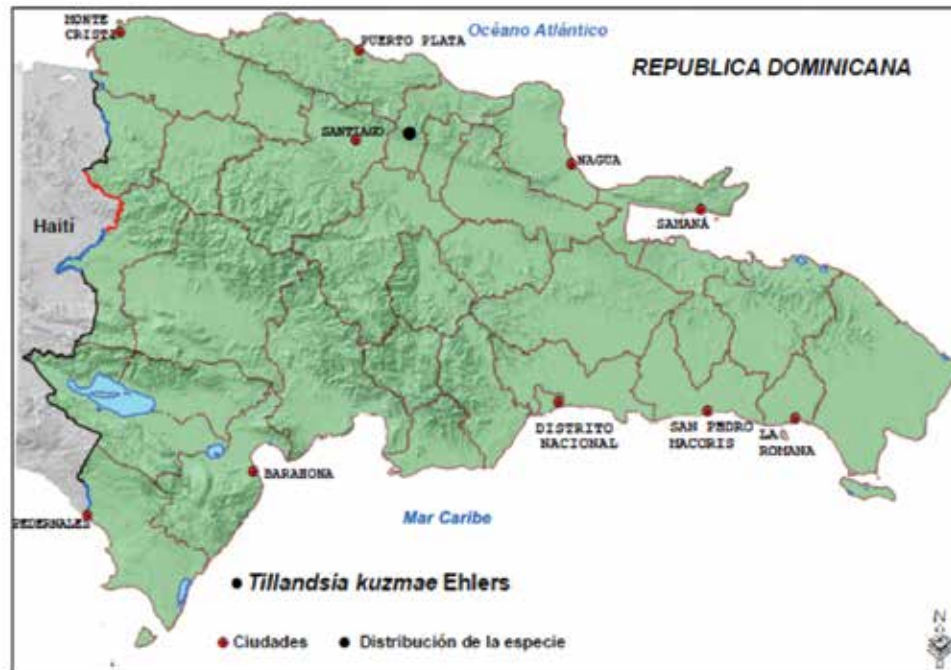 MONTE
CRISTI
PUERTO PLATA
Océano Atlántico
REPUBLICA DOMINICANA
SANTIAGO
NAGUA
Haití
SAMANÁ
DISTRITO
NACIONAL
SAN PEDRO
MACORIS
LA
ROMANA
BARAHONA
PEDERNALES
Mar Caribe
Tillandsia kuzmae Ehlers
Ciudades
Distribución de la especie
N